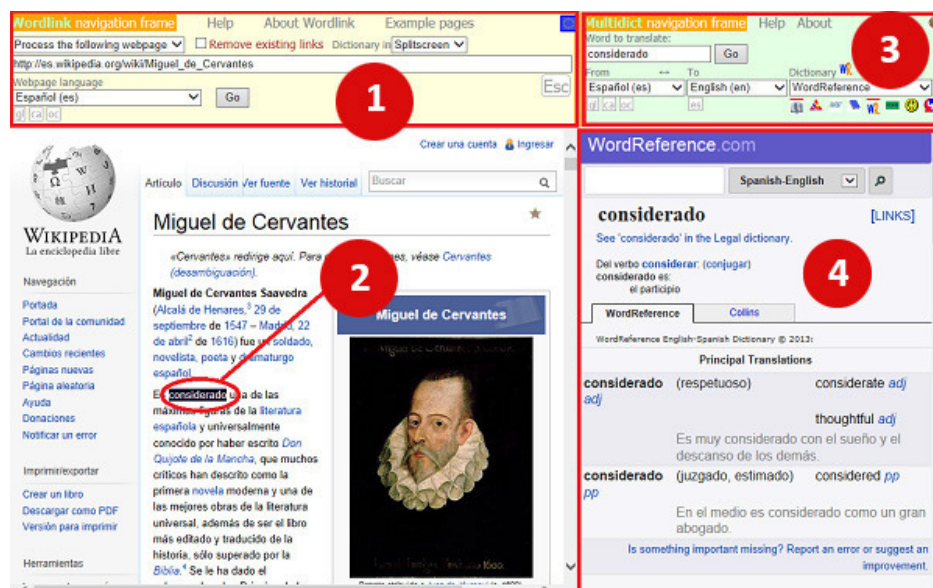 Wordlink navigation frame Help About Wordlink Example pages
Process the following webpage Remove existing links Dictionary in Splitscreen
http://es.wikipedia.org/wiki/Miguel_de_Cervantes
Webpage language
Español (es) Go Esc
gl ca oc
1
Multidict navigation frame Help About
Word to translate:
considerado Go
From ↔ To Dictionary
Español (es) English (en) WordReference
gl ca oc es
3
Crear una cuenta Ingresar
Artículo Discusión Ver fuente Ver historial Buscar
WIKIPEDIA
La enciclopedia libre
Navegación
Portada
Portal de la comunidad
Actualidad
Cambios recientes
Páginas nuevas
Página aleatoria
Ayuda
Donaciones
Notificar un error
Imprimir/exportar
Crear un libro
Descargar como PDF
Versión para imprimir
Herramientas
Miguel de Cervantes
«Cervantes» redirige aquí. Para véase Cervantes
(desambiguación).
2
Miguel de Cervantes Saavedra
(Alcalá de Henares,3 29 de
septiembre de 1547 – Madrid, 22
de abril2 de 1616) fue un soldado,
novelista, poeta y dramaturgo
español.
Es considerado una de las
máximas figuras de la literatura
española y universalmente
conocido por haber escrito Don
Quijote de la Mancha, que muchos
críticos han descrito como la
primera novela moderna y una de
las mejores obras de la literatura
universal, además de ser el libro
más editado y traducido de la
historia, sólo superado por la
Biblia.4 Se le ha dado el
Miguel de Cervantes
WordReference.com
Spanish-English
considerado [LINKS]
See 'considerado' in the Legal dictionary.
Del verbo considerar: (conjugar)
considerado es:
el participio
4
WordReference Collins
WordReference English-Spanish Dictionary © 2013:
Principal Translations
considerado (respetuoso) considerate adj
adj
thoughtful adj
Es muy considerado con el sueño y el
descanso de los demás.
considerado (juzgado, estimado) considered pp
pp
En el medio es considerado como un gran
abogado.
Is something important missing? Report an error or suggest an
improvement.